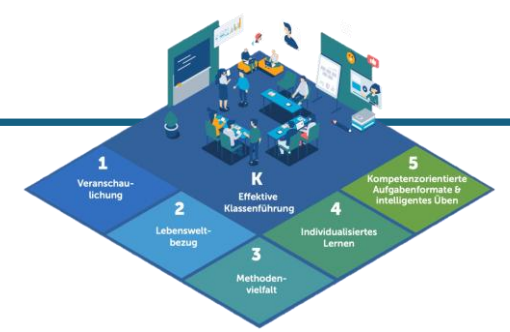 1
Veranschau-
lichung
2
Lebenswelt-
bezug
3
Methoden-
vielfalt
K
Effektive
Klassenführung
4
Individualisiertes
Lernen
5
Kompetenzorientierte
Aufgabenformate &
intelligentes Üben